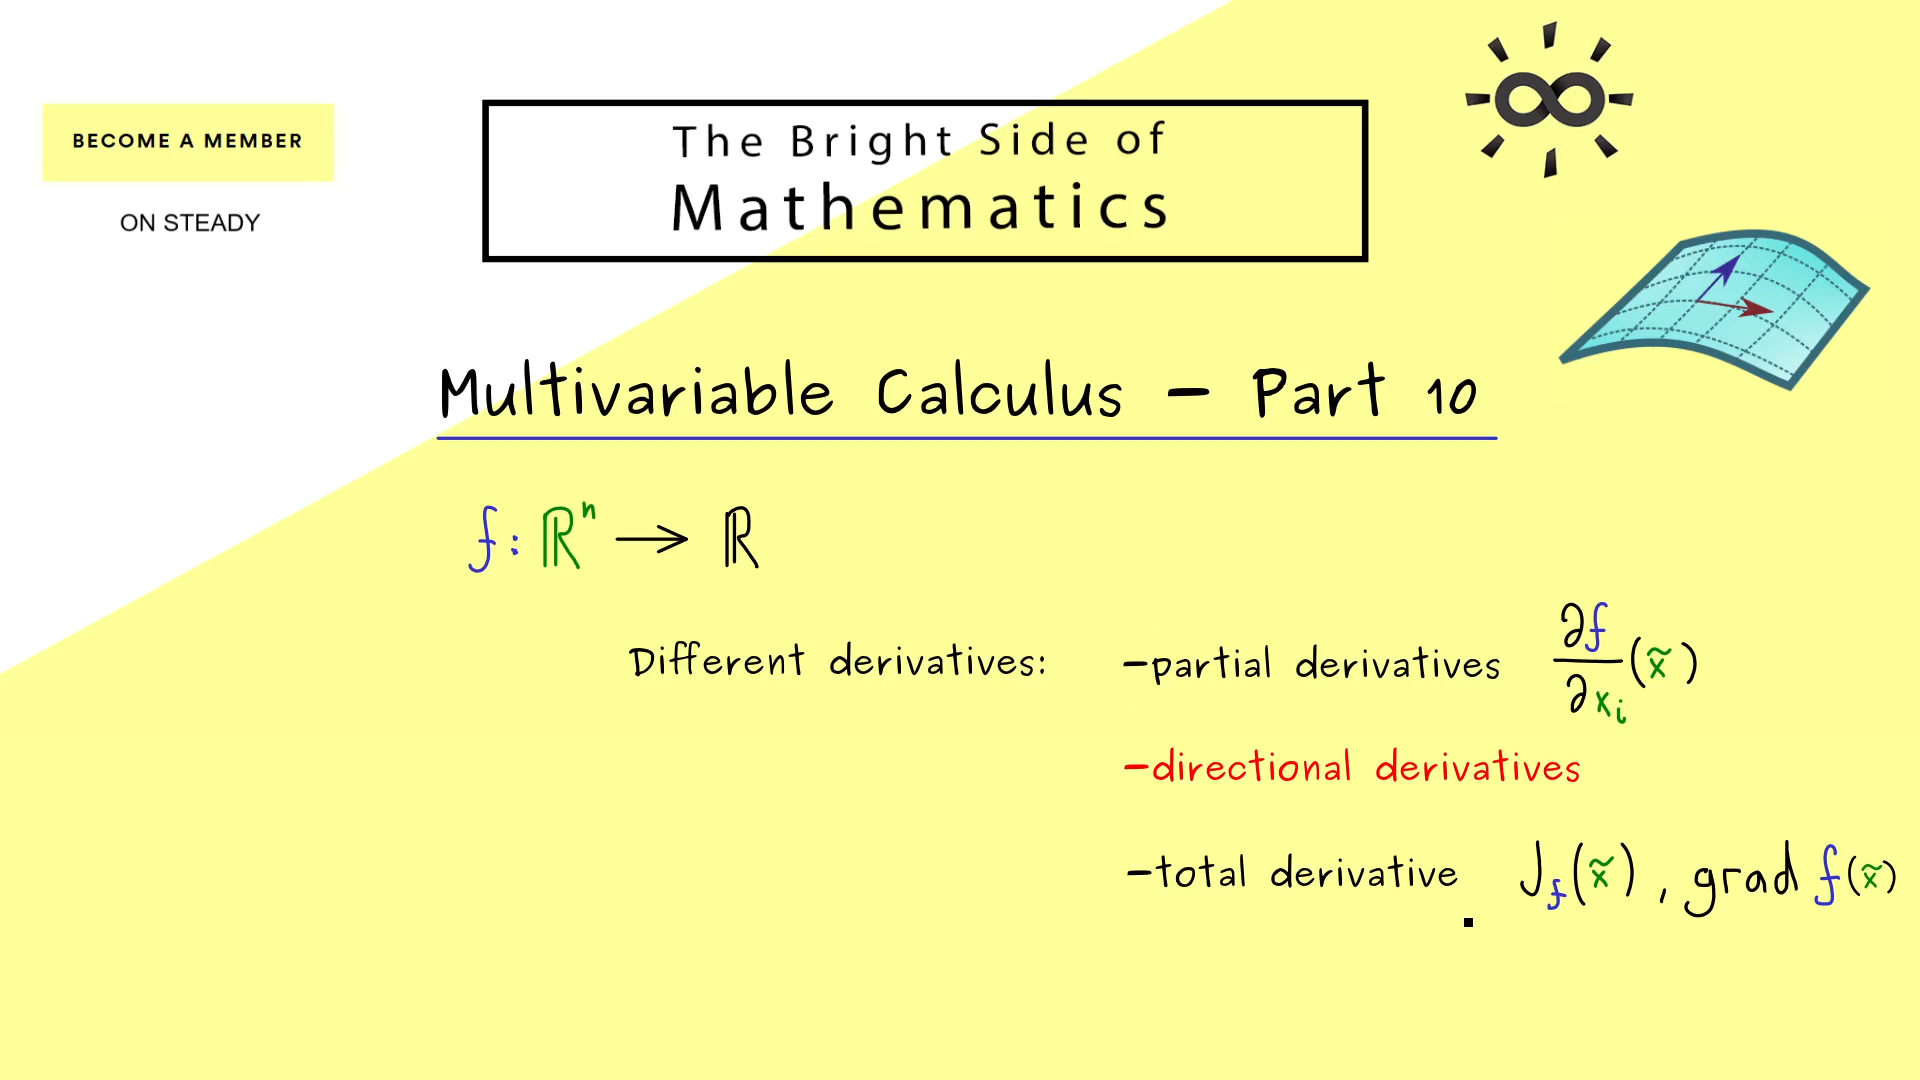 BECOME A MEMBER
ON STEADY
The Bright Side of
Mathematics
Multivariable Calculus – Part 10
f: ℝⁿ → ℝ
Different derivatives: –partial derivatives ∂f/∂xᵢ (x̃)
–directional derivatives
–total derivative J_f(x̃), grad f(x̃)